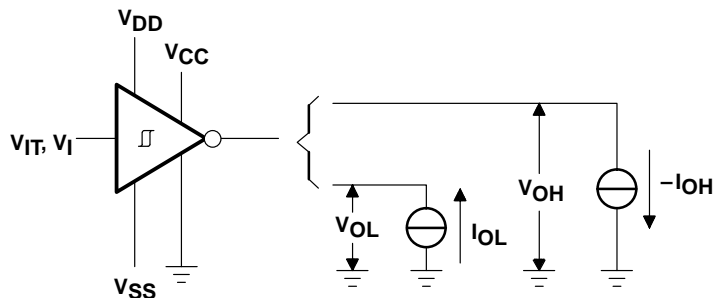 VDD
VCC
VIT, VI
VSS
VOL
IOL
VOH
–IOH